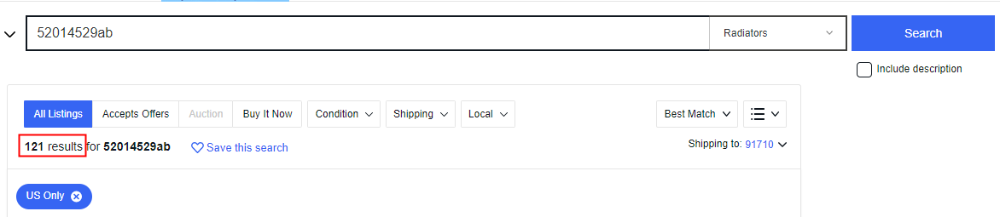 52014529ab
Radiators
Search
Include description
All Listings
Accepts Offers
Auction
Buy It Now
Condition
Shipping
Local
Best Match
121 results for 52014529ab
Save this search
Shipping to: 91710
US Only